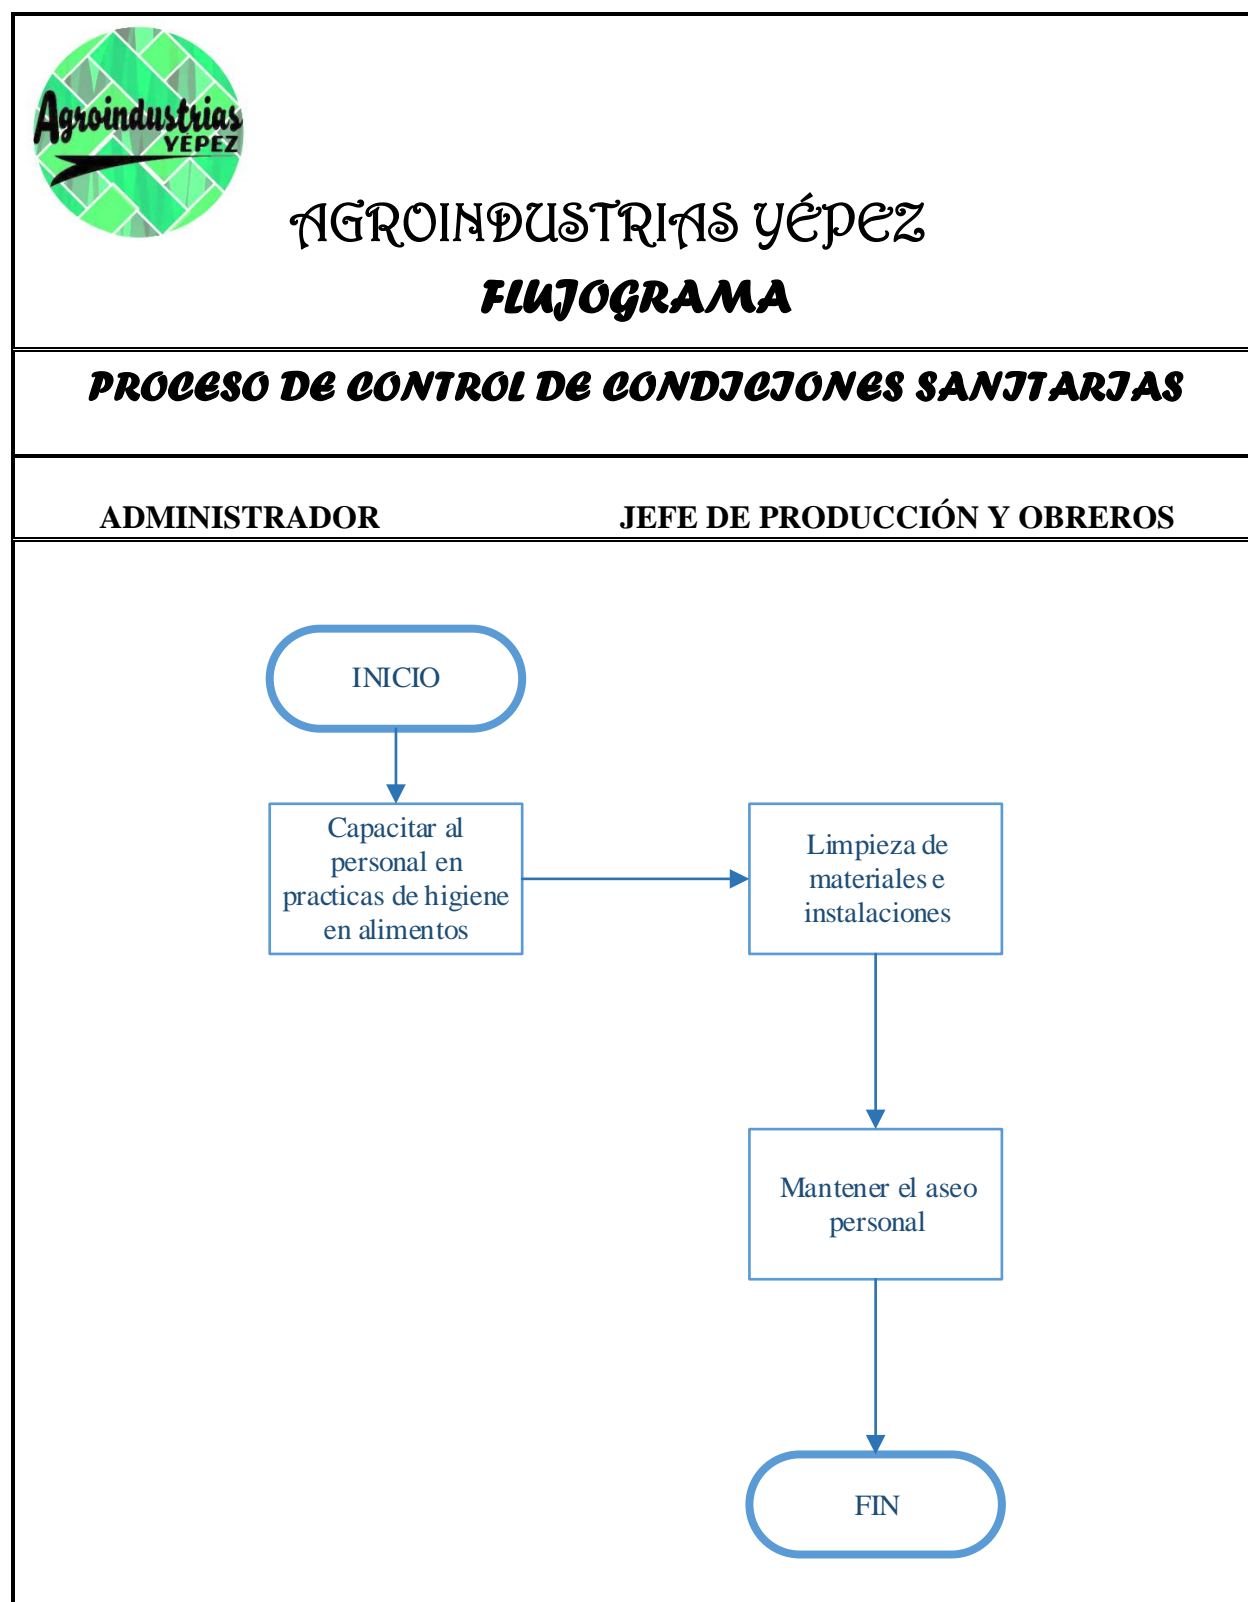 Agroindustrias
YÉPEZ
AGROINDUSTRIAS YÉPEZ
FLUJOGRAMA
PROCESO DE CONTROL DE CONDICIONES SANITARIAS
ADMINISTRADOR
JEFE DE PRODUCCIÓN Y OBREROS
INICIO
Capacitar al
personal en
practicas de higiene
en alimentos
Limpieza de
materiales e
instalaciones
Mantener el aseo
personal
FIN